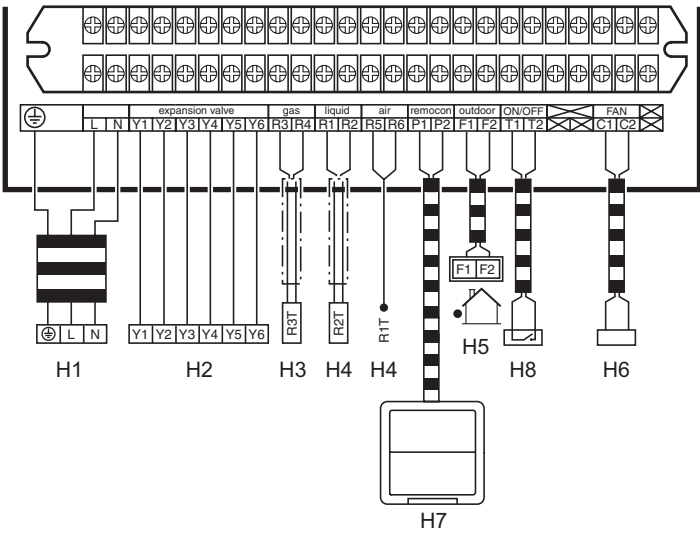 expansion valve gas liquid air remocon outdoor ON/OFF FAN
L N Y1 Y2 Y3 Y4 Y5 Y6 R3 R4 R1 R2 R5 R6 P1 P2 F1 F2 T1 T2 C1 C2
F1 F2
L N Y1 Y2 Y3 Y4 Y5 Y6 R3T R2T R1T
H5
H1 H2 H3 H4 H4 H8 H6
H7